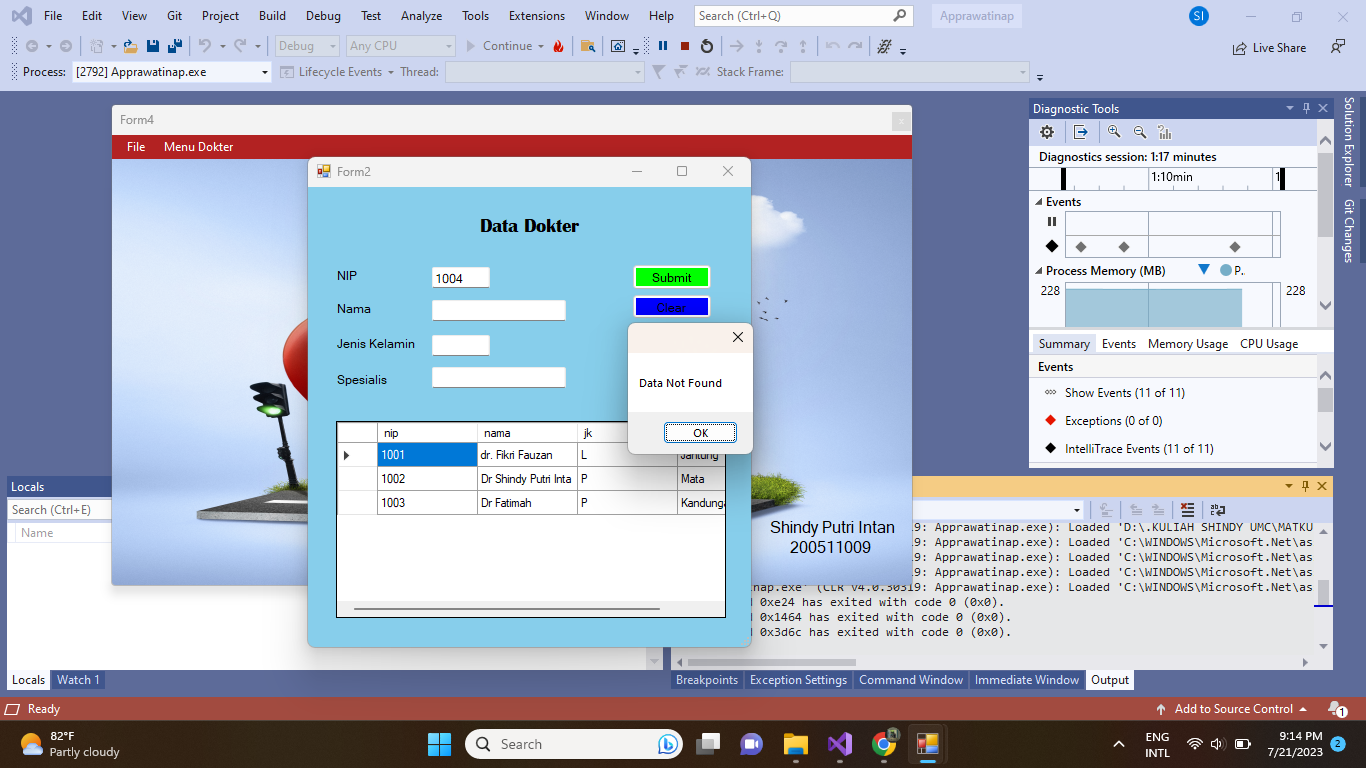 File Edit View Git Project Build Debug Test Analyze Tools Extensions Window Help Search (Ctrl+Q) Apprawatinap SI
Debug Any CPU Continue Live Share
Process: [2792] Apprawatinap.exe Lifecycle Events Thread: Stack Frame:
Form4
File Menu Dokter
Form2
Data Dokter
NIP 1004 Submit
Nama Clear
Jenis Kelamin
Spesialis
Data Not Found
OK
nip nama jk
1001 dr. Fikri Fauzan L Jantung
1002 Dr Shindy Putri Inta P Mata
1003 Dr Fatimah P Kandunga
Shindy Putri Intan
200511009
Diagnostic Tools
Diagnostics session: 1:17 minutes
1:10min 1
Events
Process Memory (MB) P..
228 228
Summary Events Memory Usage CPU Usage
Events
Show Events (11 of 11)
Exceptions (0 of 0)
IntelliTrace Events (11 of 11)
Solution Explorer
Git Changes
Locals
Search (Ctrl+E)
Name
19: Apprawatinap.exe): Loaded 'D:\.KULIAH SHINDY UMC\MATKU
19: Apprawatinap.exe): Loaded 'C:\WINDOWS\Microsoft.Net\as
19: Apprawatinap.exe): Loaded 'C:\WINDOWS\Microsoft.Net\as
19: Apprawatinap.exe): Loaded 'C:\WINDOWS\Microsoft.Net\as
nap.exe' (CLR v4.0.30319: Apprawatinap.exe): Loaded 'C:\WINDOWS\Microsoft.Net\as
0xe24 has exited with code 0 (0x0).
0x1464 has exited with code 0 (0x0).
0x3d6c has exited with code 0 (0x0).
Locals Watch 1
Breakpoints Exception Settings Command Window Immediate Window Output
Ready Add to Source Control 1
82°F
Partly cloudy
Search
ENG
INTL
9:14 PM
7/21/2023
2